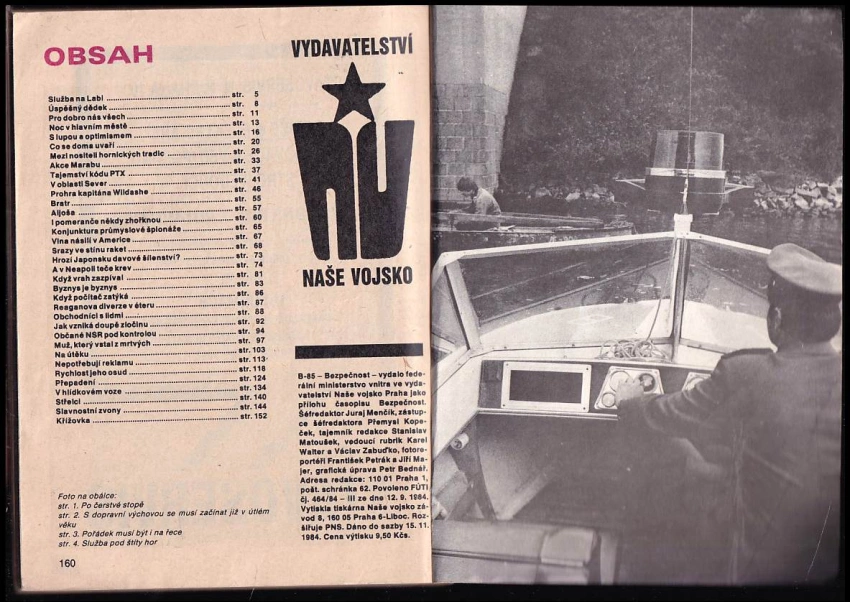 OBSAH
Služba na Labi ... str. 5
Úspěšný dědek ... str. 8
Pro dobro nás všech ... str. 11
Noc v hlavním městě ... str. 13
S lupou a optimismem ... str. 16
Co se doma uvaří ... str. 20
Mezi nositeli hornických tradic ... str. 26
Akce Marabu ... str. 33
Tajemství kódu PTX ... str. 37
V oblasti Sever ... str. 41
Prohra kapitána Wildashe ... str. 46
Bratr ... str. 55
Aljoša ... str. 57
I pomeranče někdy zhořknou ... str. 60
Konjunktura průmyslové špionáže ... str. 65
Vlna násilí v Americe ... str. 67
Srazy ve stínu raket ... str. 68
Hrozí Japonsku davové šílenství? ... str. 73
A v Neapoli teče krev ... str. 74
Když vrah zazpíval ... str. 81
Byznys je byznys ... str. 83
Když počítač zatýká ... str. 86
Reaganova diverze v éteru ... str. 87
Obchodníci s lidmi ... str. 88
Jak vzniká doupě zločinu ... str. 92
Občané NSR pod kontrolou ... str. 94
Muž, který vstal z mrtvých ... str. 97
Na útěku ... str. 103
Nepotřebují reklamu ... str. 113
Rychlost jeho osud ... str. 118
Přepadení ... str. 124
V hlídkovém voze ... str. 134
Střelci ... str. 140
Slavnostní zvony ... str. 144
Křížovka ... str. 152
Foto na obálce:
str. 1. Po čerstvé stopě
str. 2. S dopravní výchovou se musí začínat již v útlém
věku
str. 3. Pořádek musí být i na řece
str. 4. Služba pod štíty hor
160
VYDAVATELSTVÍ
NV
NAŠE VOJSKO
B-85 – Bezpečnost – vydalo fede-
rální ministerstvo vnitra ve vyda-
vatelství Naše vojsko Praha jako
přílohu časopisu Bezpečnost.
Šéfredaktor Juraj Menčík, zástup-
ce šéfredaktora Přemysl Kope-
ček, tajemník redakce Stanislav
Matoušek, vedoucí rubrik Karel
Walter a Václav Zabuďko, fotore-
portéři František Petrák a Jiří Ma-
jer, grafická úprava Petr Bednář.
Adresa redakce: 110 01 Praha 1,
pošt. schránka 62. Povoleno FÚTI
čj. 464/84 – III ze dne 12. 9. 1984.
Vytiskla tiskárna Naše vojsko zá-
vod 8, 160 05 Praha 6-Liboc. Roz-
šiřuje PNS. Dáno do sazby 15. 11.
1984. Cena výtisku 9,50 Kčs.